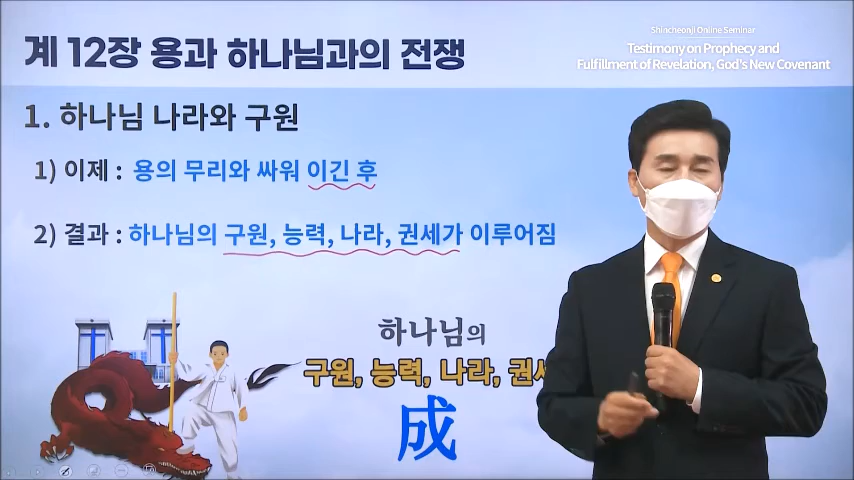 계 12장 용과 하나님과의 전쟁
Shincheonji Online Seminar
Testimony on Prophecy and
Fulfillment of Revelation, God's New Covenant
1. 하나님 나라와 구원
1) 이제 : 용의 무리와 싸워 이긴 후
2) 결과 : 하나님의 구원, 능력, 나라, 권세가 이루어짐
하나님의
구원, 능력, 나라, 권세
成